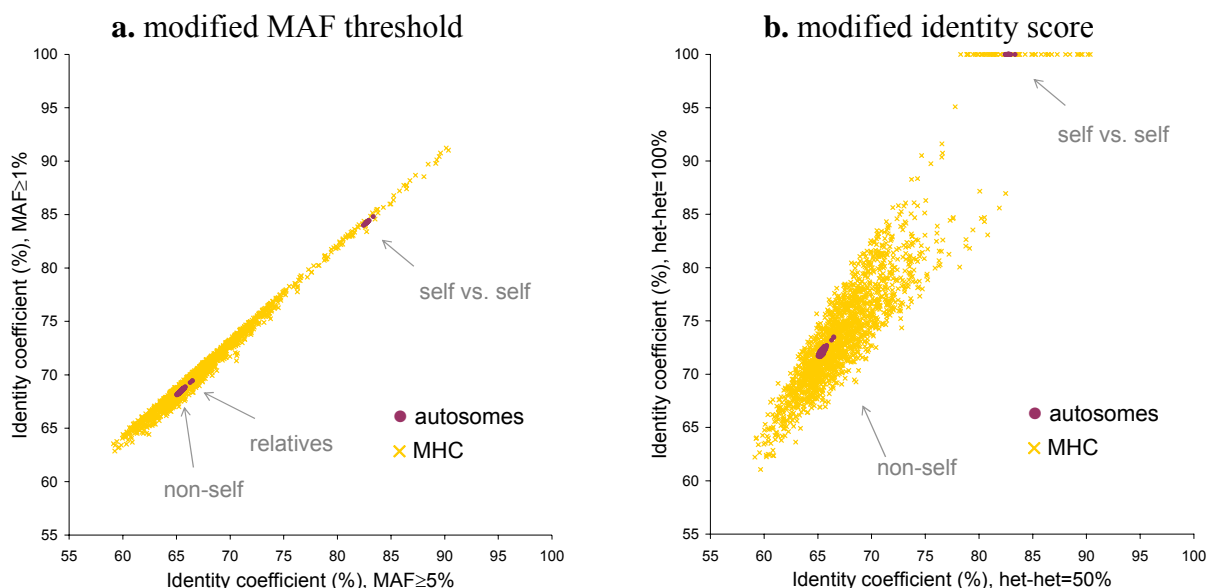 a. modified MAF threshold
100
95
90
85
80
75
70
65
60
55
55 60 65 70 75 80 85 90 95 100
Identity coefficient (%), MAF≥1%
Identity coefficient (%), MAF≥5%
self vs. self
relatives
non-self
autosomes
MHC
b. modified identity score
100
95
90
85
80
75
70
65
60
55
55 60 65 70 75 80 85 90 95 100
Identity coefficient (%), het-het=100%
Identity coefficient (%), het-het=50%
self vs. self
non-self
autosomes
MHC